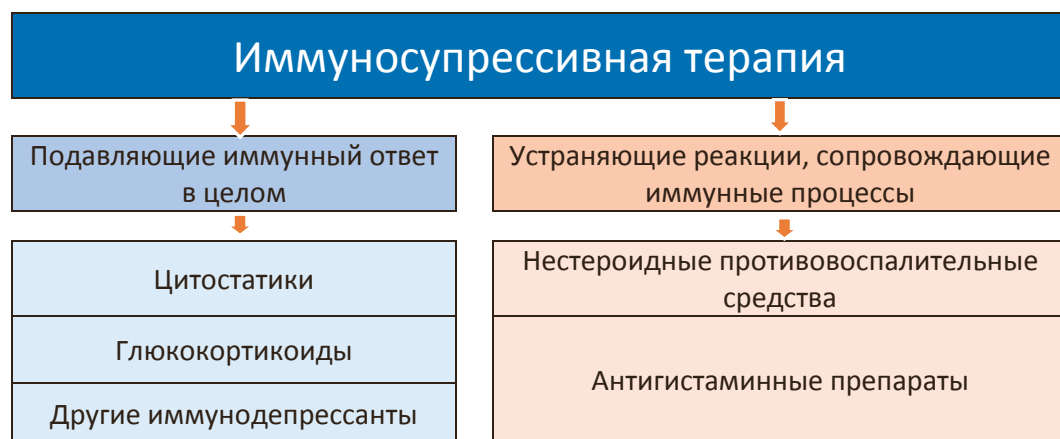 Иммуносупрессивная терапия
Подавляющие иммунный ответ
в целом
Устраняющие реакции, сопровождающие
иммунные процессы
Цитостатики
Глюкокортикоиды
Другие иммунодепрессанты
Нестероидные противовоспалительные
средства
Антигистаминные препараты